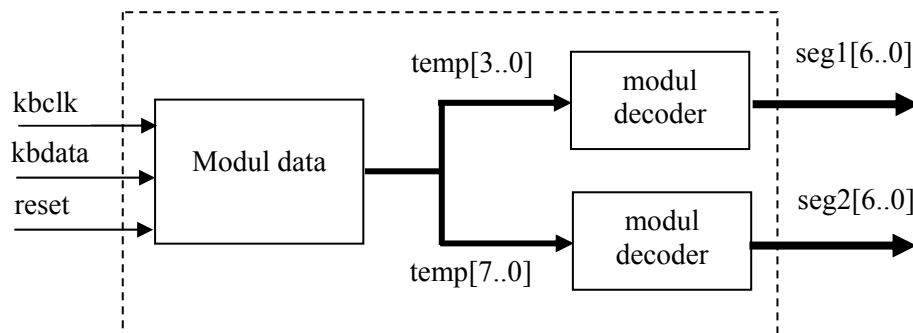 kbclk
kbdata
reset
Modul data
temp[3..0]
temp[7..0]
modul
decoder
modul
decoder
seg1[6..0]
seg2[6..0]